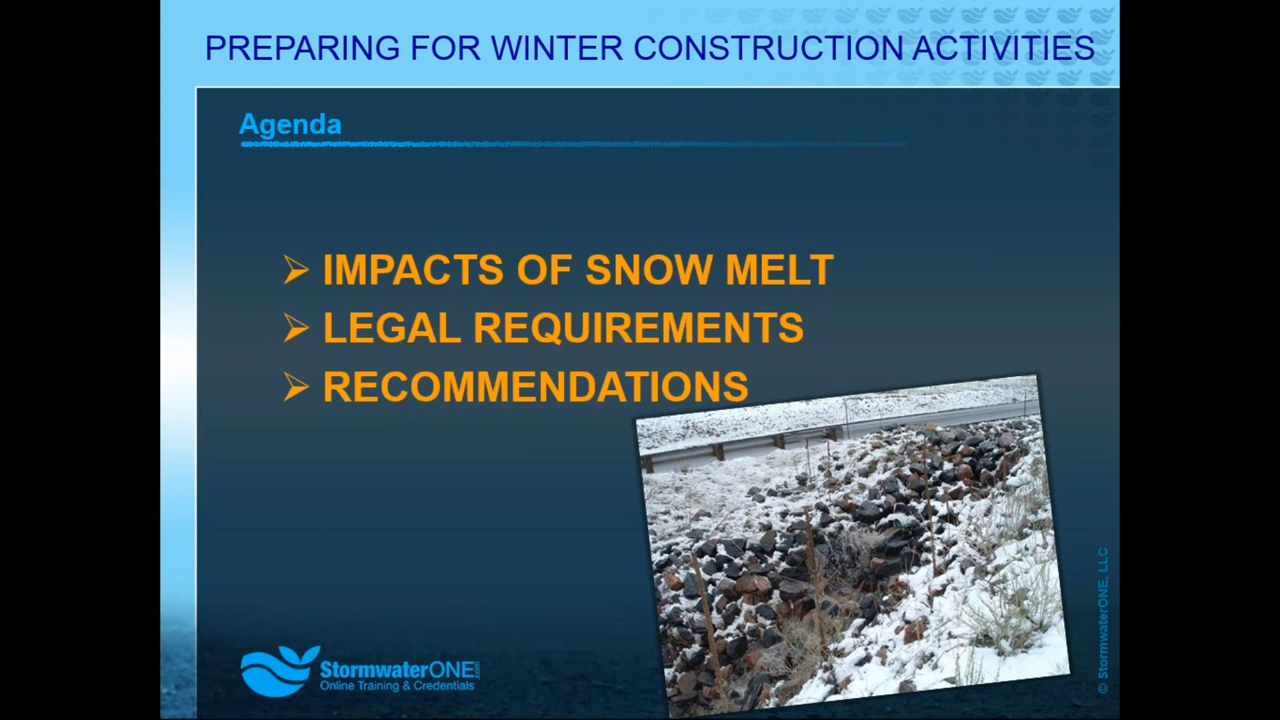 PREPARING FOR WINTER CONSTRUCTION ACTIVITIES
Agenda
➢ IMPACTS OF SNOW MELT
➢ LEGAL REQUIREMENTS
➢ RECOMMENDATIONS
StormwaterONE.com
Online Training & Credentials
© StormwaterONE, LLC